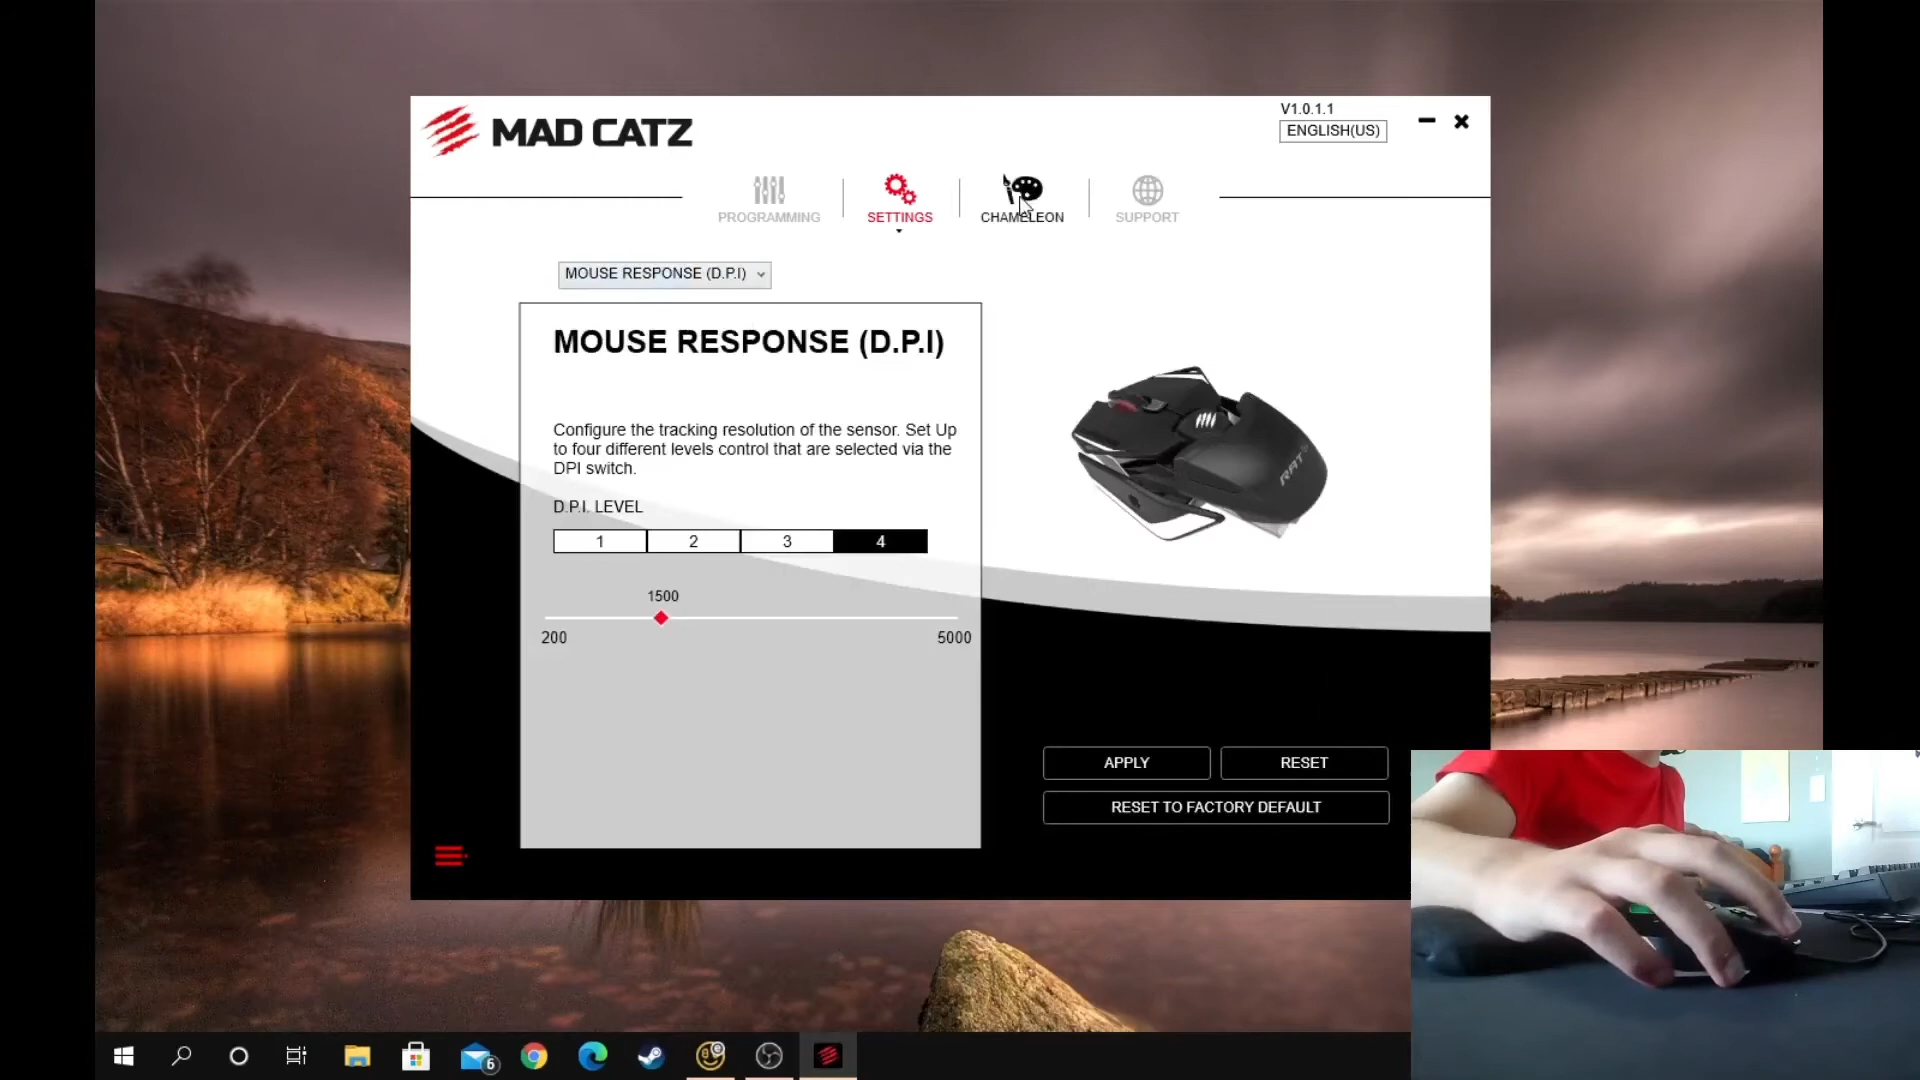 MAD CATZ
V1.0.1.1
ENGLISH(US)
PROGRAMMING
SETTINGS
CHAMELEON
SUPPORT
MOUSE RESPONSE (D.P.I)
MOUSE RESPONSE (D.P.I)
Configure the tracking resolution of the sensor. Set Up
to four different levels control that are selected via the
DPI switch.
D.P.I. LEVEL
1 2 3 4
1500
200 5000
RAT
APPLY RESET
RESET TO FACTORY DEFAULT
6